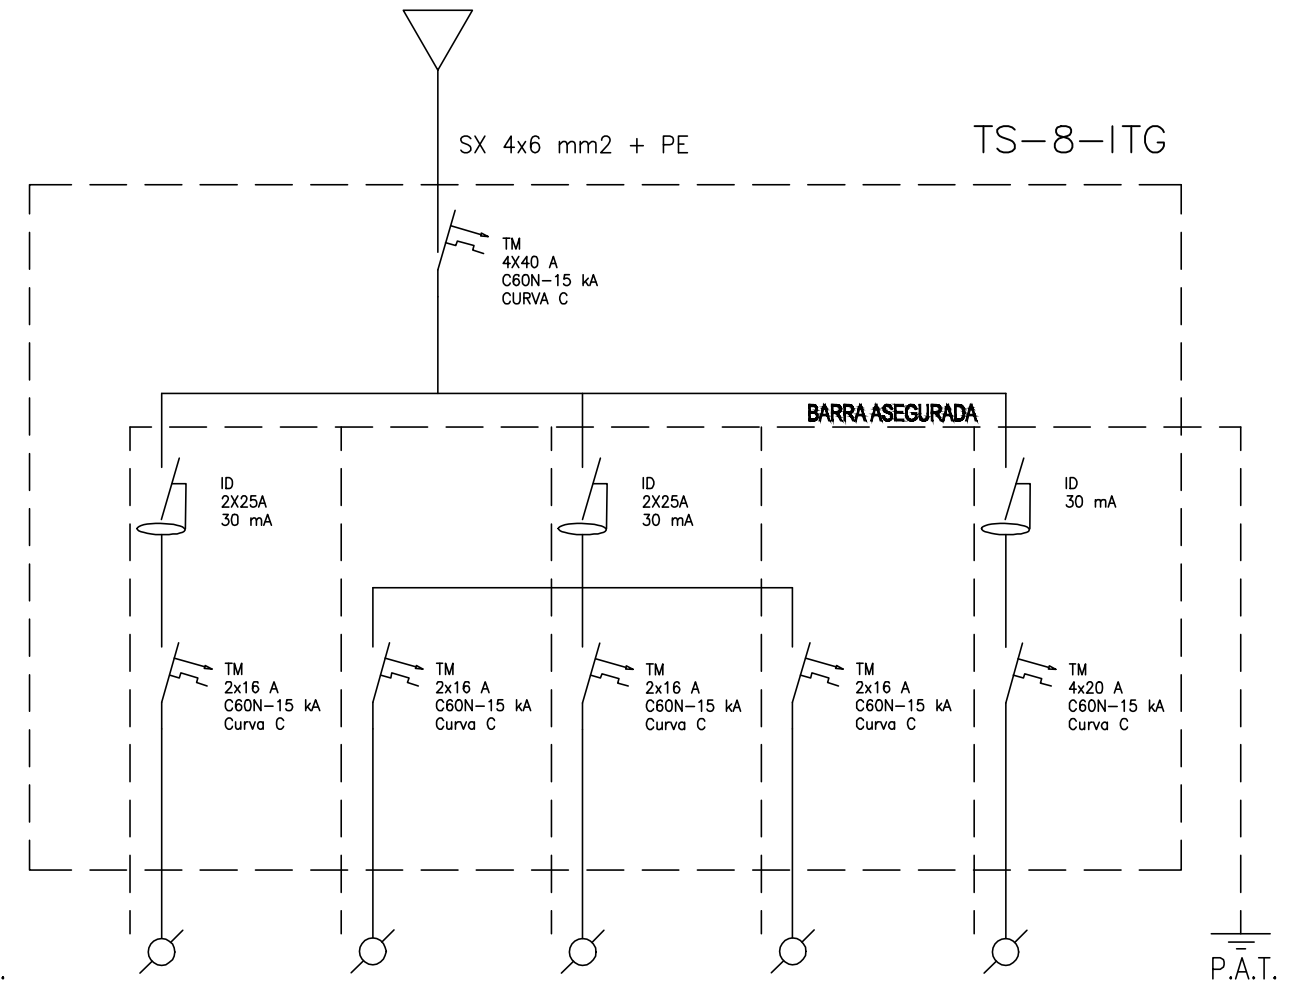 SX 4x6 mm2 + PE
TS-8-ITG
TM
4X40 A
C60N-15 kA
CURVA C
BARRA ASEGURADA
ID
2X25A
30 mA
ID
2X25A
30 mA
ID
30 mA
TM
2x16 A
C60N-15 kA
Curva C
TM
2x16 A
C60N-15 kA
Curva C
TM
2x16 A
C60N-15 kA
Curva C
TM
2x16 A
C60N-15 kA
Curva C
TM
4x20 A
C60N-15 kA
Curva C
P.A.T.